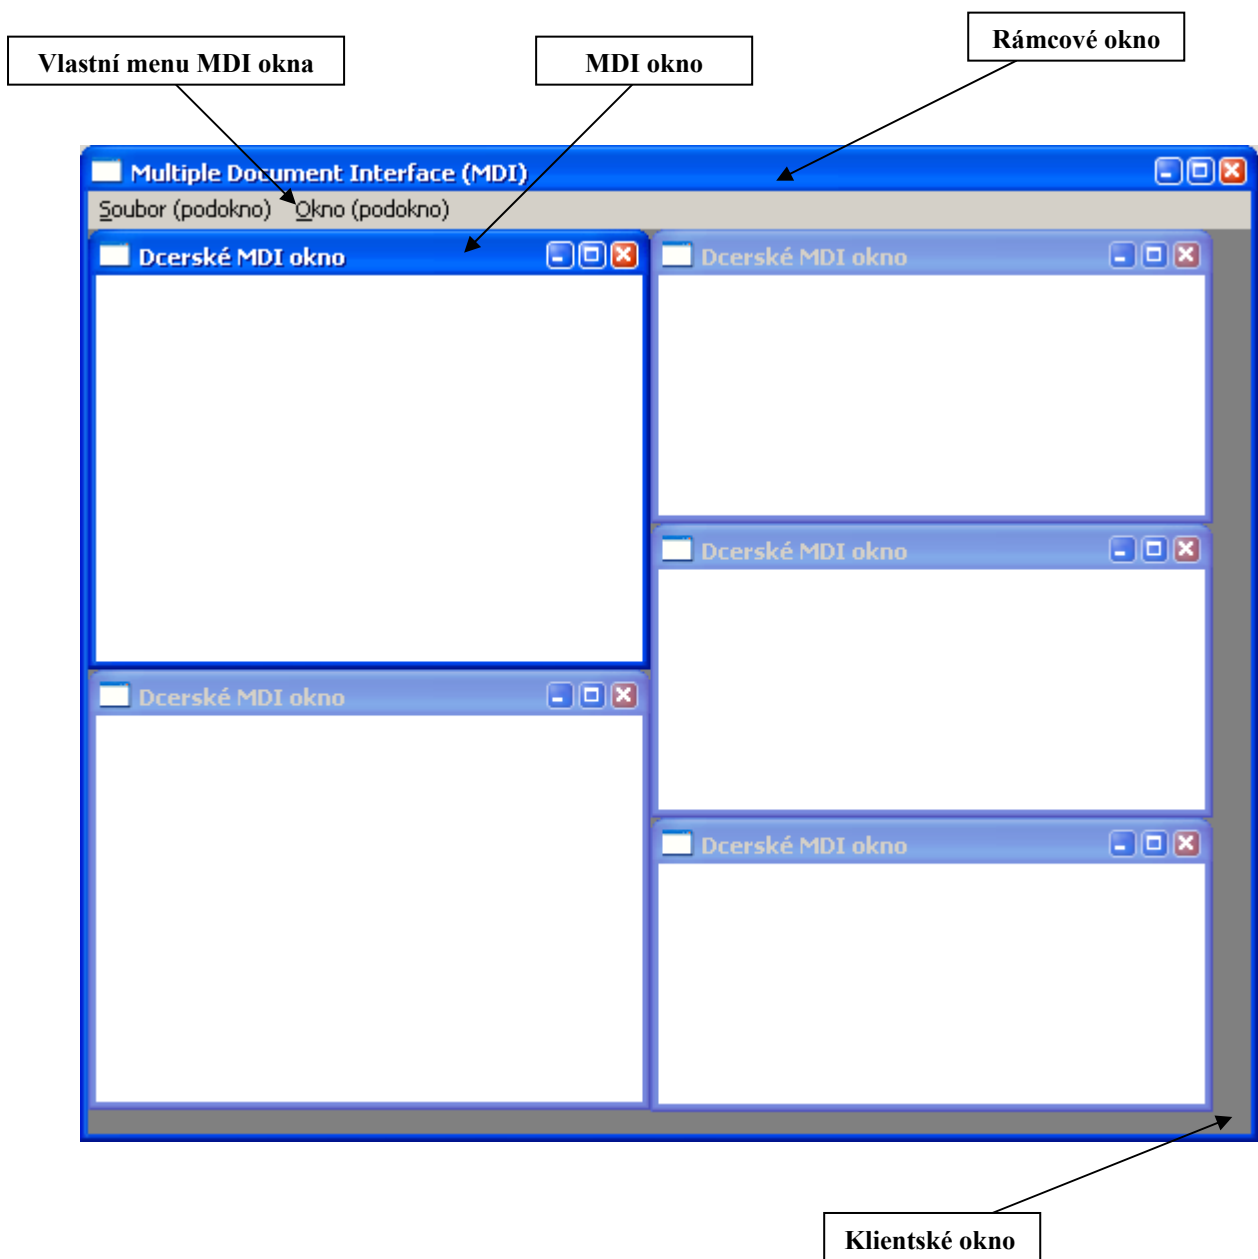 Rámcové okno
Vlastní menu MDI okna
MDI okno
Multiple Document Interface (MDI)
Soubor (podokno) Okno (podokno)
Dcerské MDI okno
Dcerské MDI okno
Dcerské MDI okno
Dcerské MDI okno
Dcerské MDI okno
Klientské okno